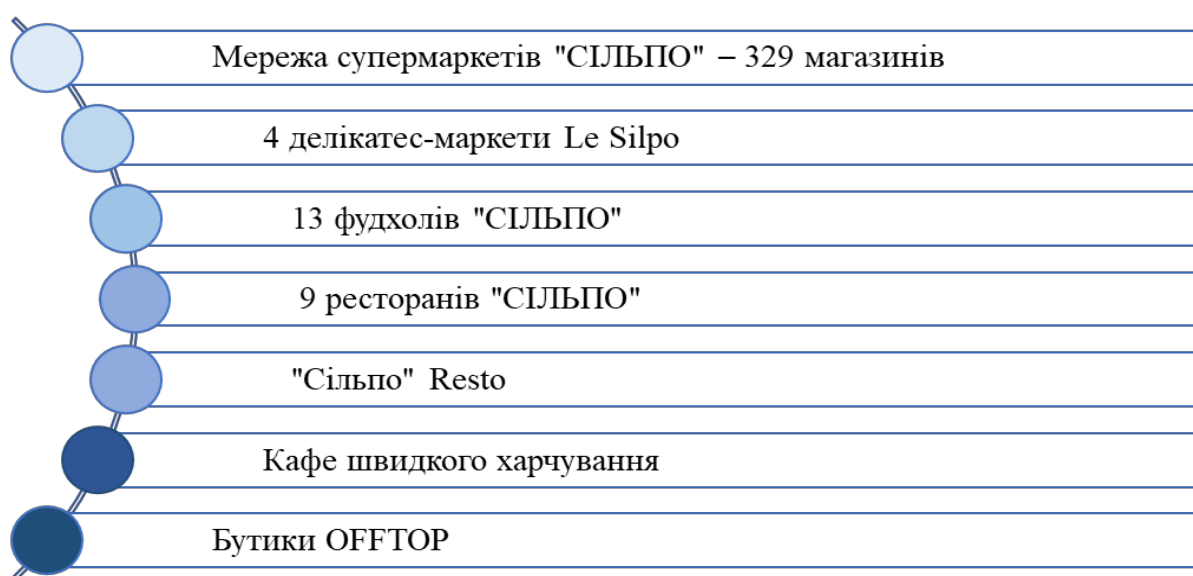 Мережа супермаркетів "СІЛЬПО" – 329 магазинів
4 делікатес-маркети Le Silpo
13 фудхолів "СІЛЬПО"
9 ресторанів "СІЛЬПО"
"Сільпо" Resto
Кафе швидкого харчування
Бутики OFFTOP